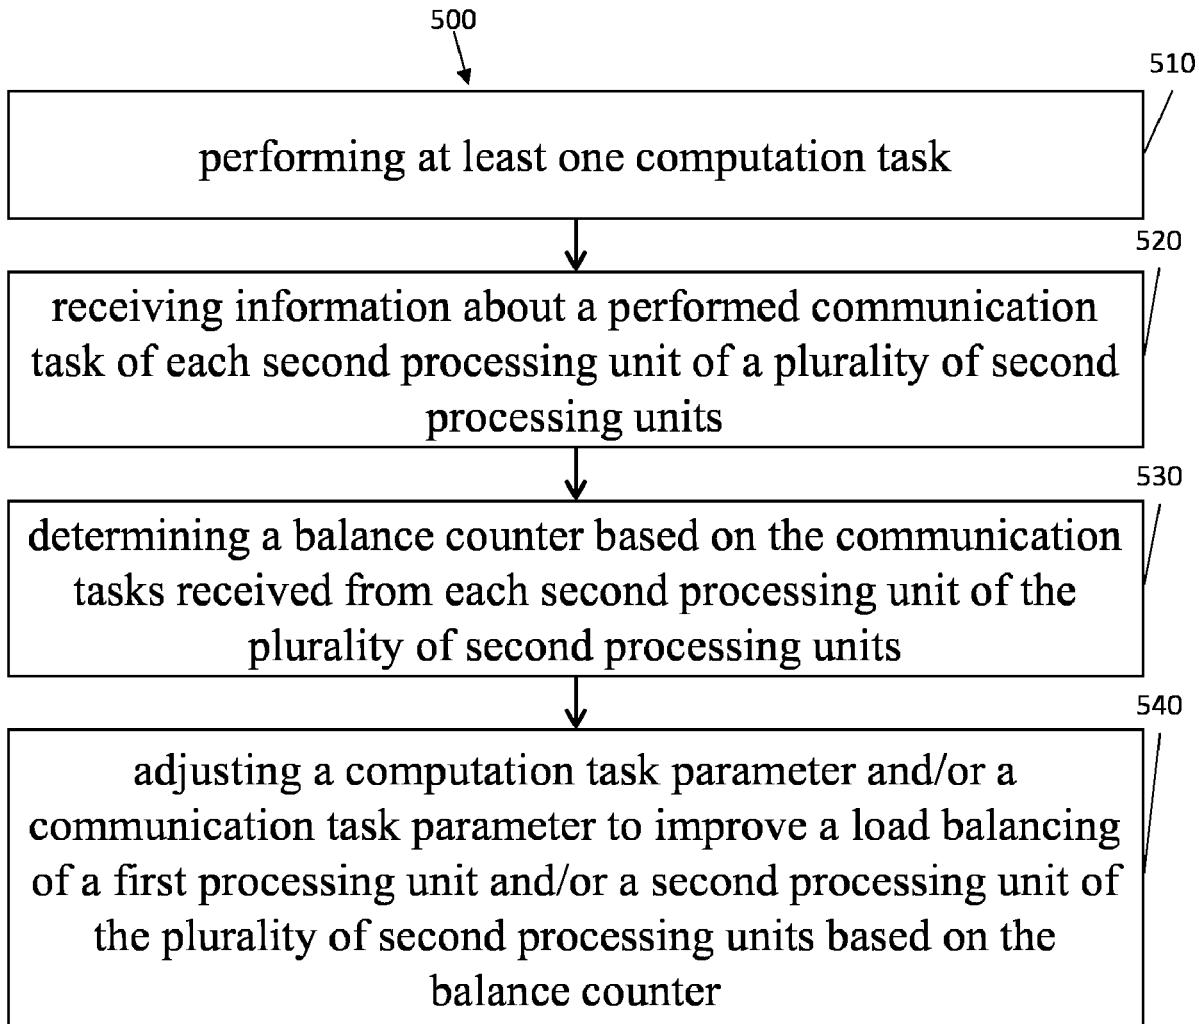 500
510
performing at least one computation task
520
receiving information about a performed communication
task of each second processing unit of a plurality of second
processing units
530
determining a balance counter based on the communication
tasks received from each second processing unit of the
plurality of second processing units
540
adjusting a computation task parameter and/or a
communication task parameter to improve a load balancing
of a first processing unit and/or a second processing unit of
the plurality of second processing units based on the
balance counter